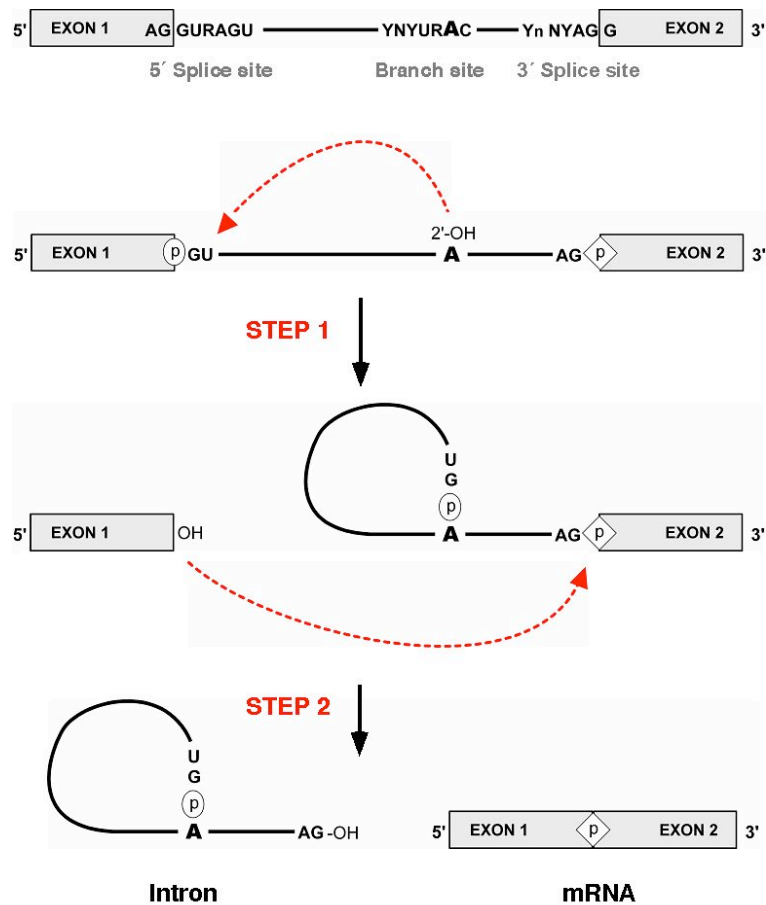 5' EXON 1 AG GURAGU YNYURAC Yn NYAG G EXON 2 3'
5´ Splice site Branch site 3´ Splice site
2'-OH
5' EXON 1 p GU A AG p EXON 2 3'
STEP 1
U
G
p
5' EXON 1 OH A AG p EXON 2 3'
STEP 2
U
G
p
A AG -OH 5' EXON 1 p EXON 2 3'
Intron mRNA